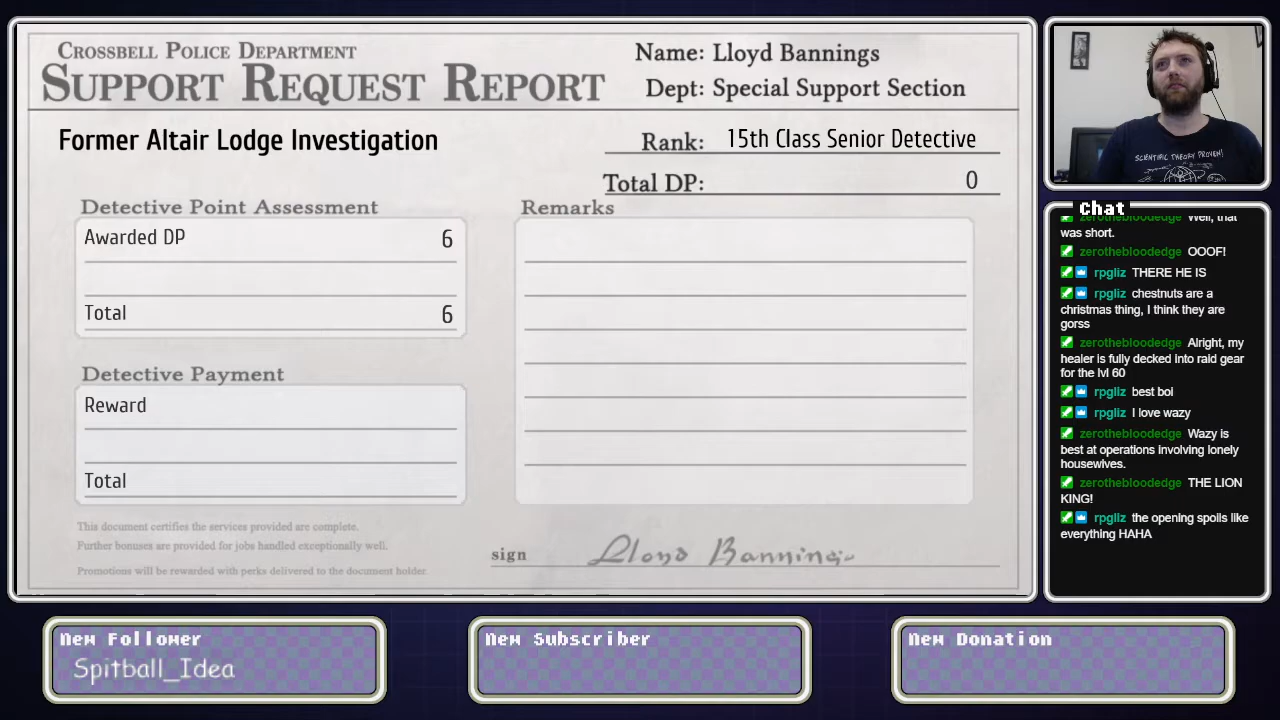 CROSSBELL POLICE DEPARTMENT
SUPPORT REQUEST REPORT
Name: Lloyd Bannings
Dept: Special Support Section
Former Altair Lodge Investigation
Rank: 15th Class Senior Detective
Total DP: 0
Detective Point Assessment
Awarded DP 6
Total 6
Detective Payment
Reward
Total
Remarks
This document certifies the services provided are complete.
Further bonuses are provided for jobs handled exceptionally well.
Promotions will be rewarded with perks delivered to the document holder.
sign Lloyd Bannings
SCIENTIFIC THEORY PROVEN!
chat
zerothebloodedge Well, that
was short.
zerothebloodedge OOOF!
rpgliz THERE HE IS
rpgliz chestnuts are a
christmas thing, I think they are
gorss
zerothebloodedge Alright, my
healer is fully decked into raid gear
for the lvl 60
rpgliz best boi
rpgliz I love wazy
zerothebloodedge Wazy is
best at operations involving lonely
housewives.
zerothebloodedge THE LION
KING!
rpgliz the opening spoils like
everything HAHA
New Follower
Spitball_Idea
New Subscriber
New Donation